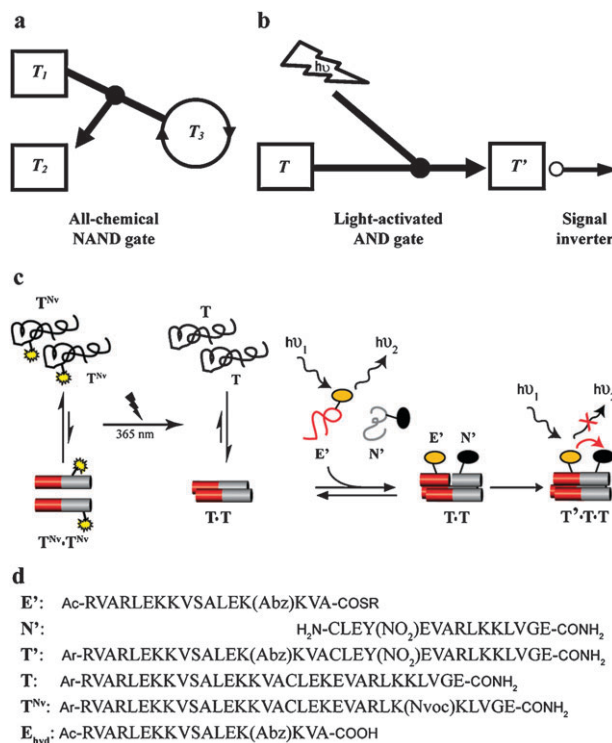 a
b
T₁
T₂
T₃
hυ
T
T'
All-chemical
NAND gate
Light-activated
AND gate
Signal
inverter
c
Tᴺᵛ
Tᴺᵛ
365 nm
Tᴺᵛ·Tᴺᵛ
T
T
T·T
hυ₁
hυ₂
E'
N'
E'
N'
T·T
hυ₁
T'·T·T
d
E': Ac-RVARLEKKVSALEK(Abz)KVA-COSR
N': H₂N-CLEY(NO₂)EVARLKKLVGE-CONH₂
T': Ar-RVARLEKKVSALEK(Abz)KVACLEY(NO₂)EVARLKKLVGE-CONH₂
T: Ar-RVARLEKKVSALEKKVACLEKEVARLKKLVGE-CONH₂
Tᴺᵛ: Ar-RVARLEKKVSALEKKVACLEKEVARLK(Nvoc)KLVGE-CONH₂
E_hyd: Ac-RVARLEKKVSALEK(Abz)KVA-COOH